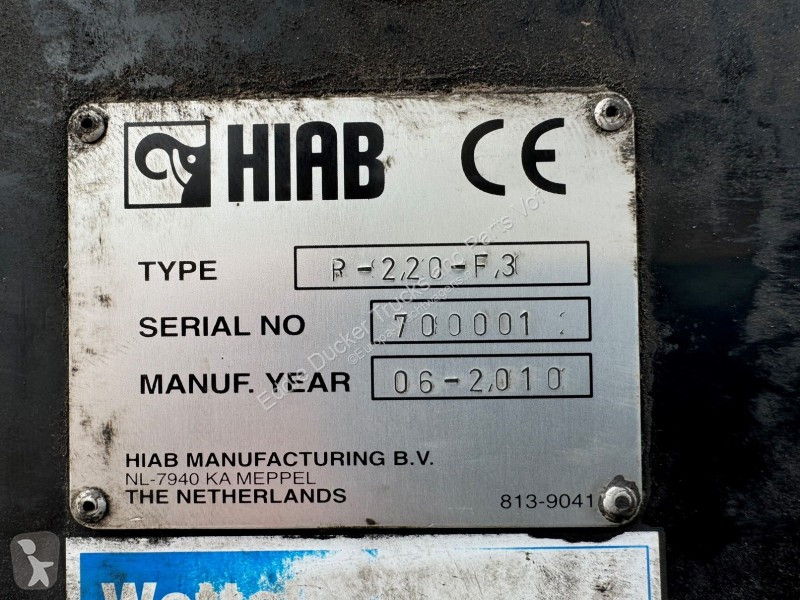 HIAB CE
TYPE R-220-F3
SERIAL NO 700001
MANUF. YEAR 06-2010
HIAB MANUFACTURING B.V.
NL-7940 KA MEPPEL
THE NETHERLANDS 813-9041